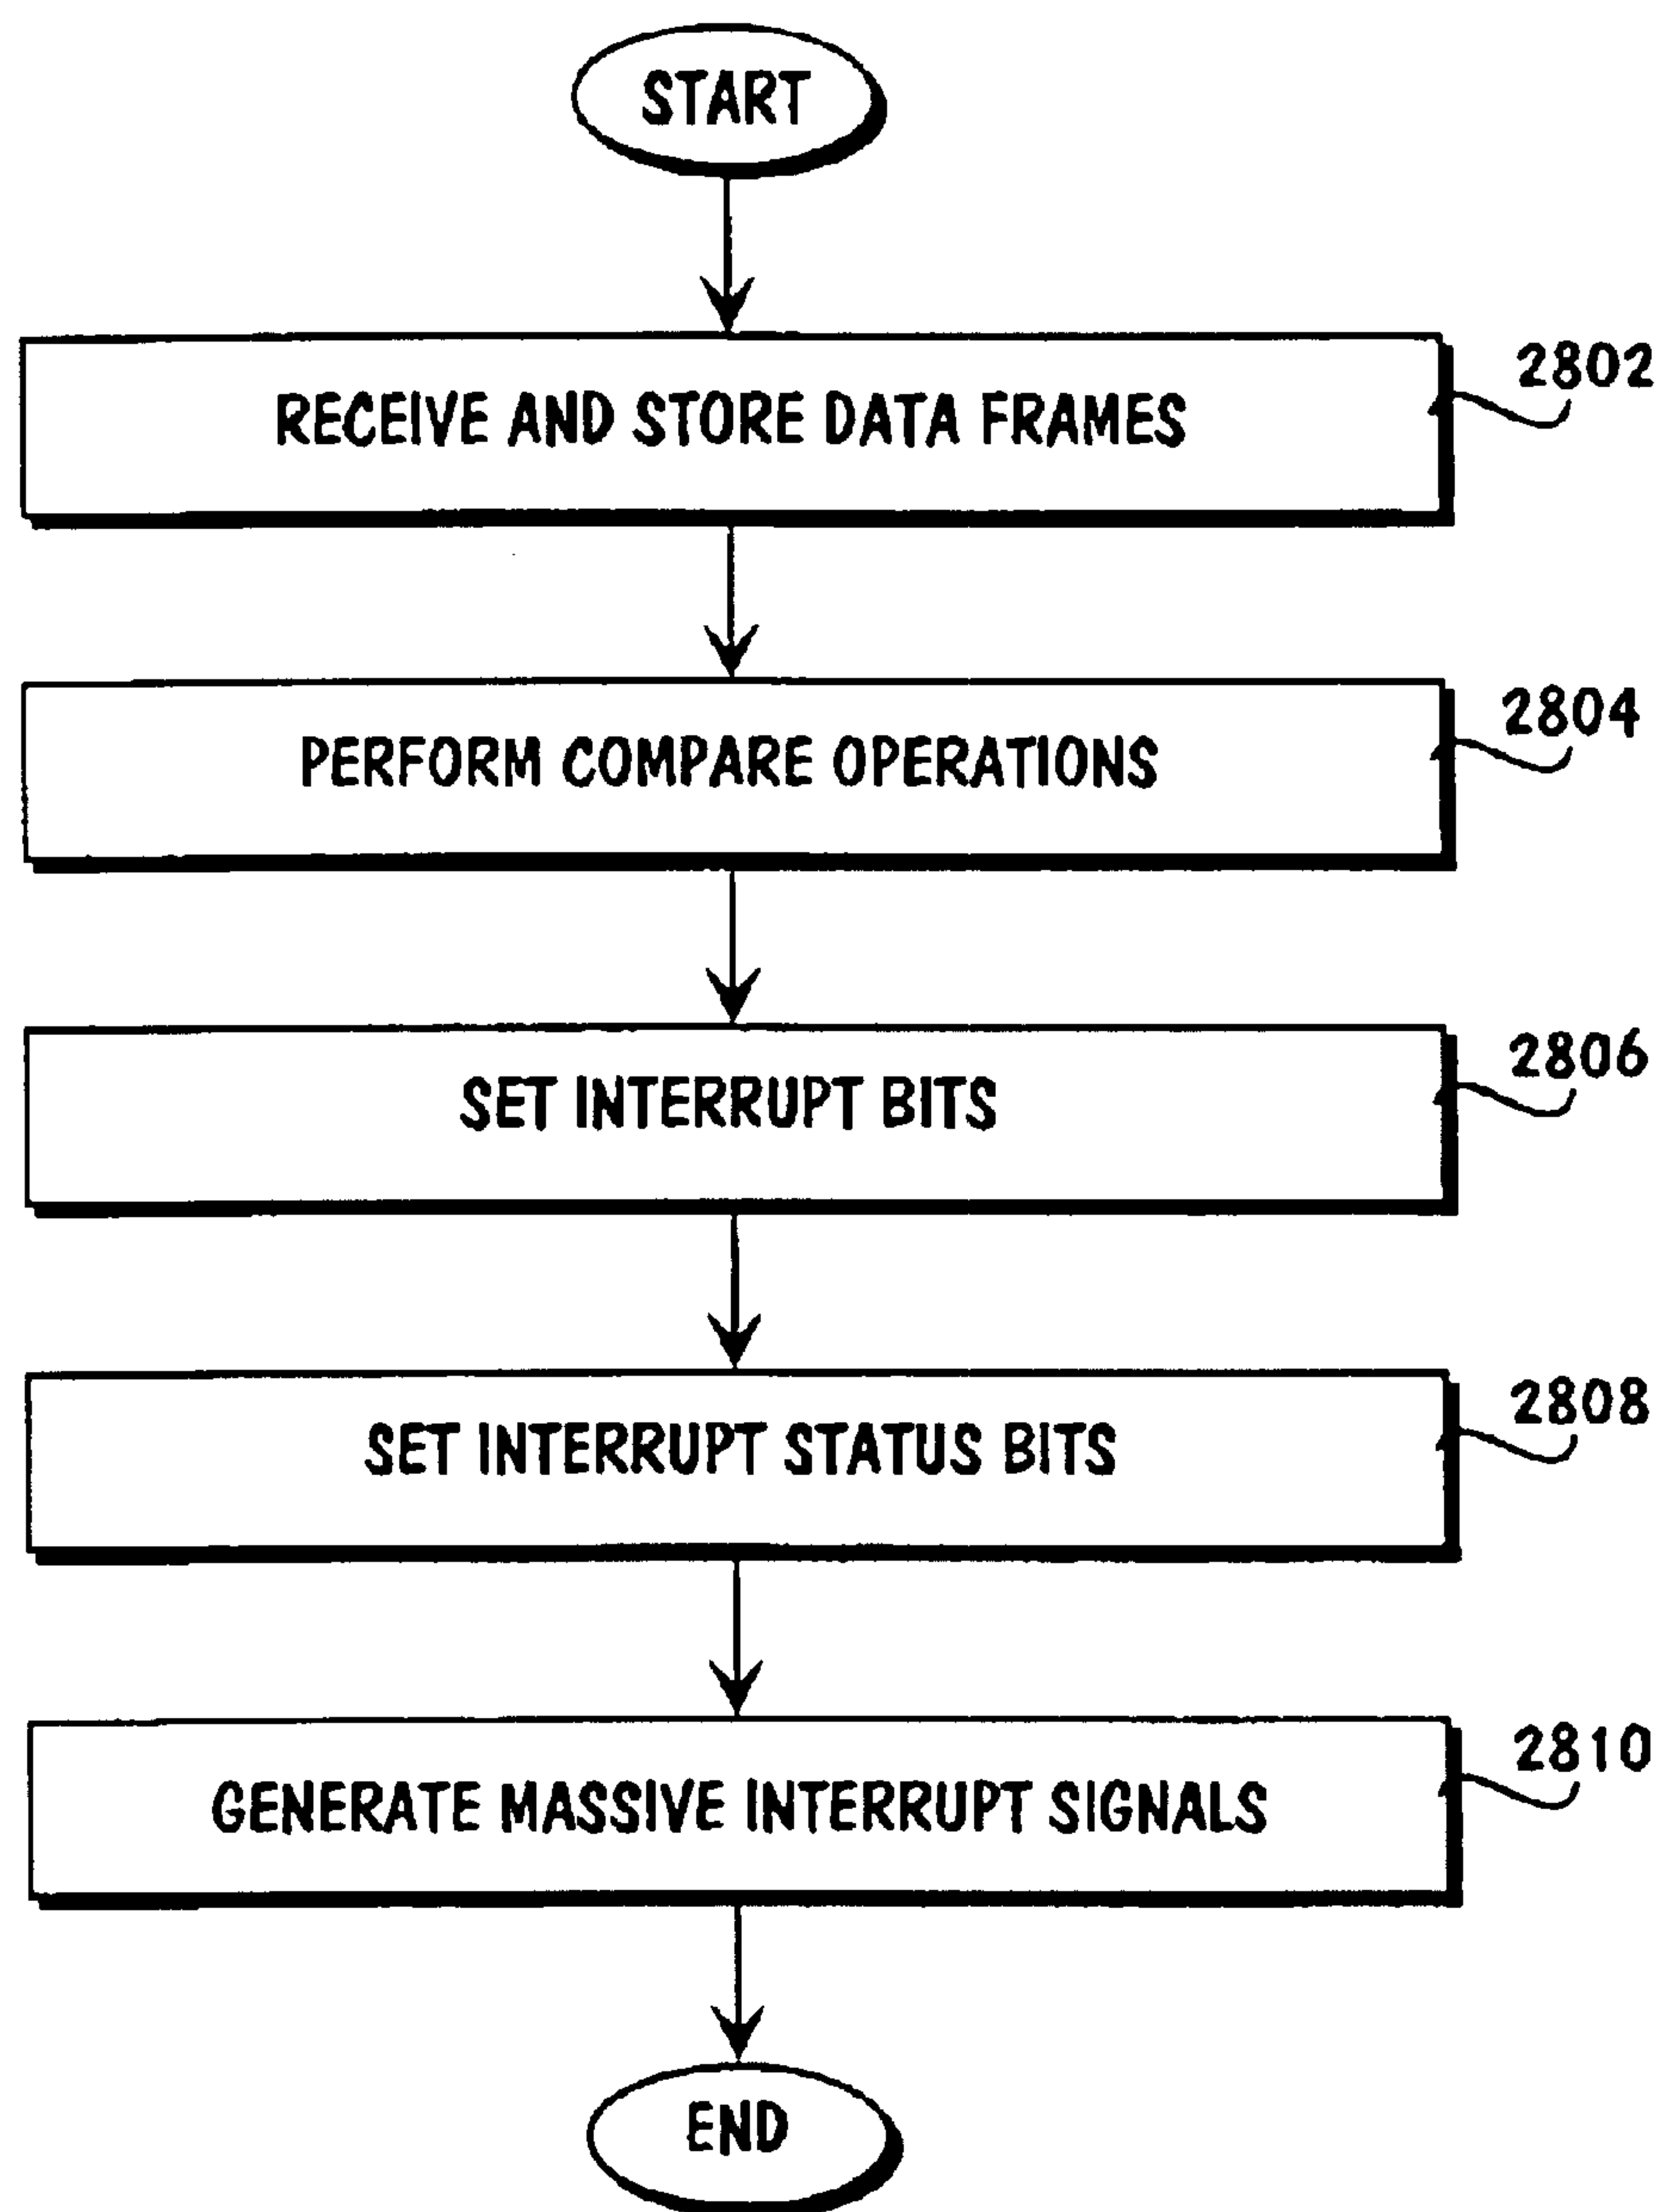 START
RECEIVE AND STORE DATA FRAMES
2802
PERFORM COMPARE OPERATIONS
2804
SET INTERRUPT BITS
2806
SET INTERRUPT STATUS BITS
2808
GENERATE MASSIVE INTERRUPT SIGNALS
2810
END